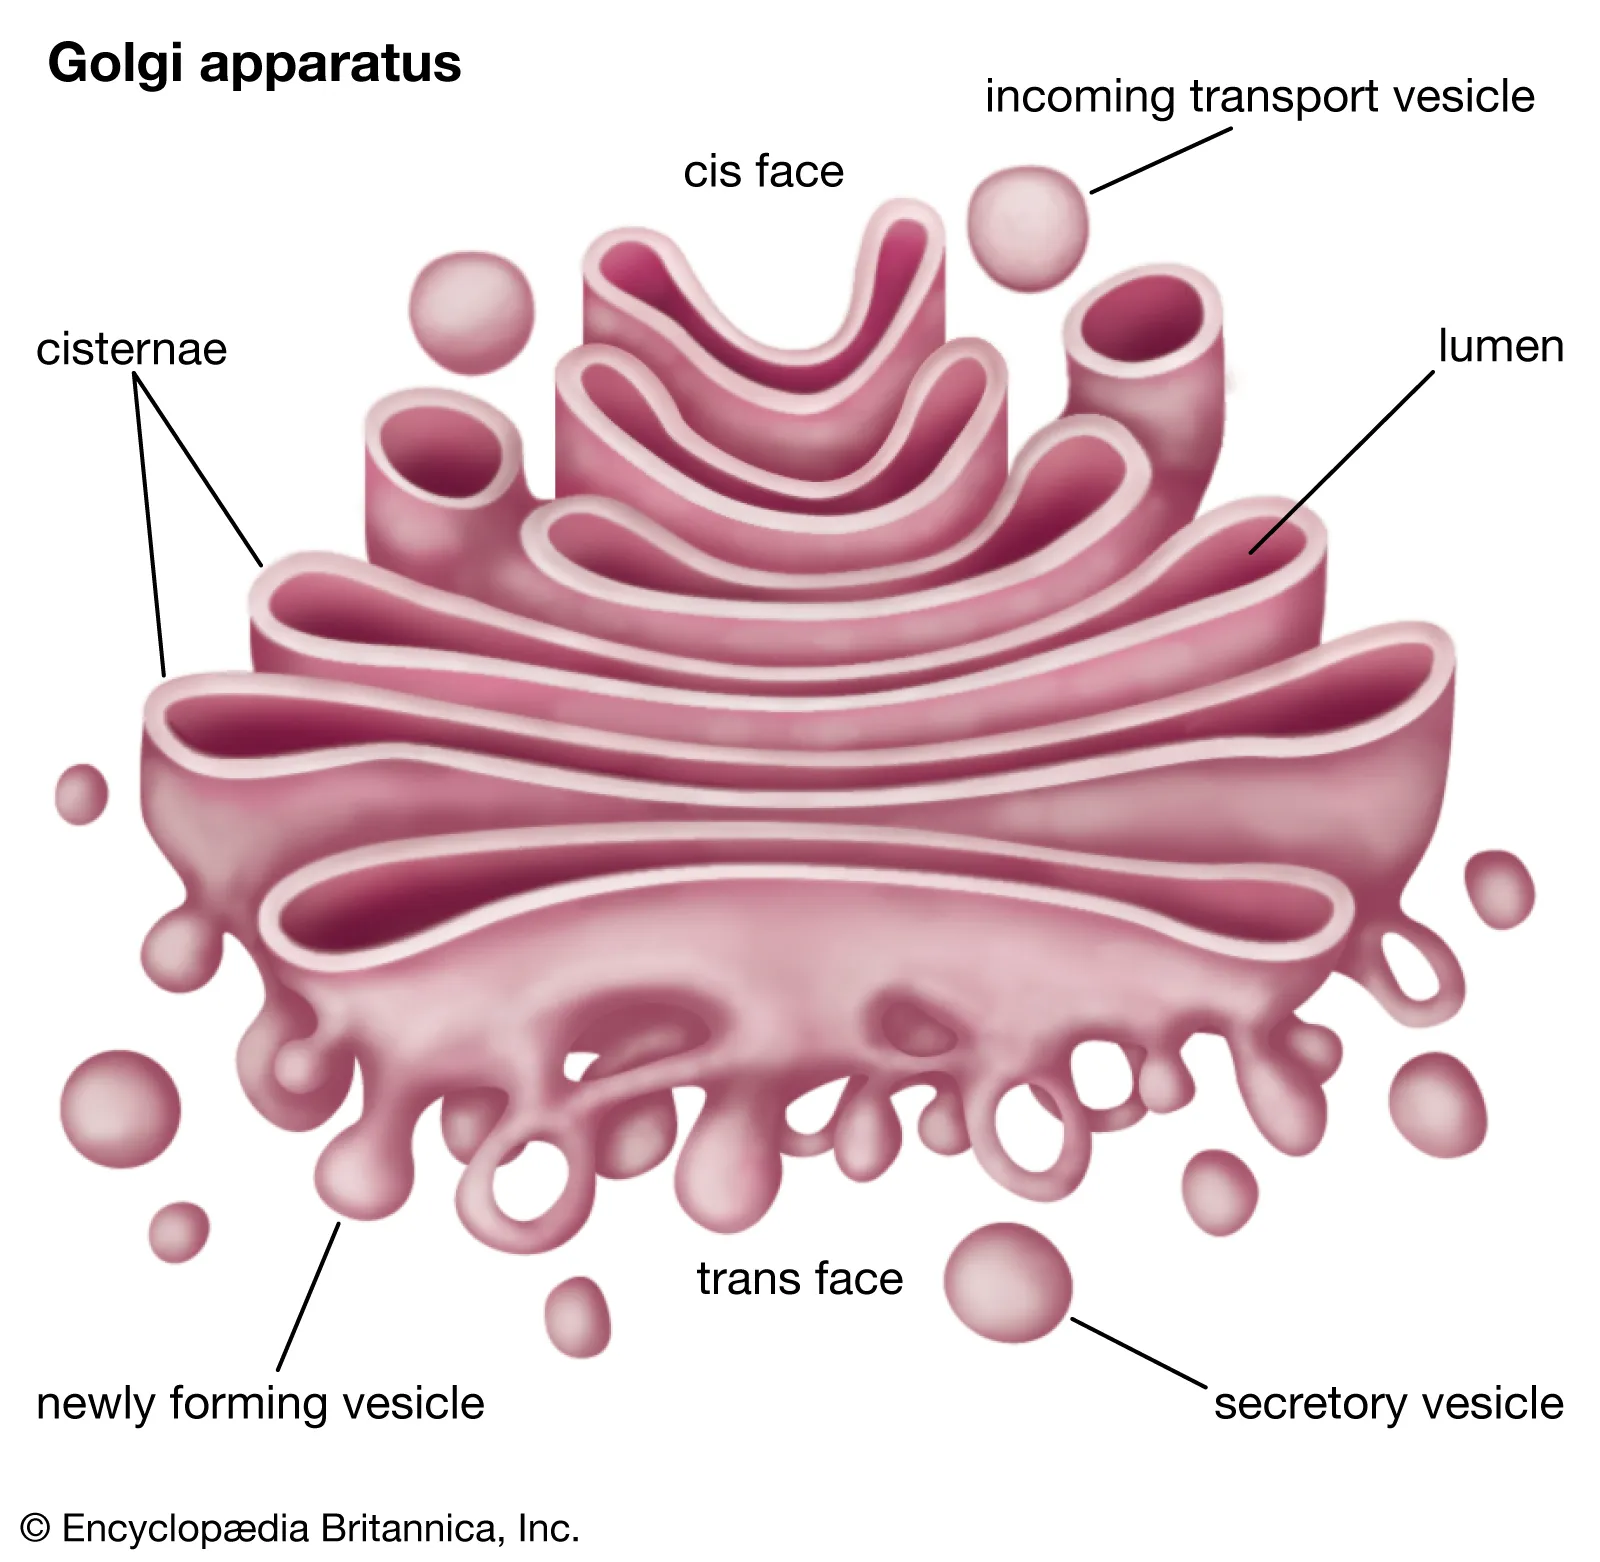 Golgi apparatus
incoming transport vesicle
cis face
cisternae
lumen
trans face
newly forming vesicle
secretory vesicle
© Encyclopædia Britannica, Inc.